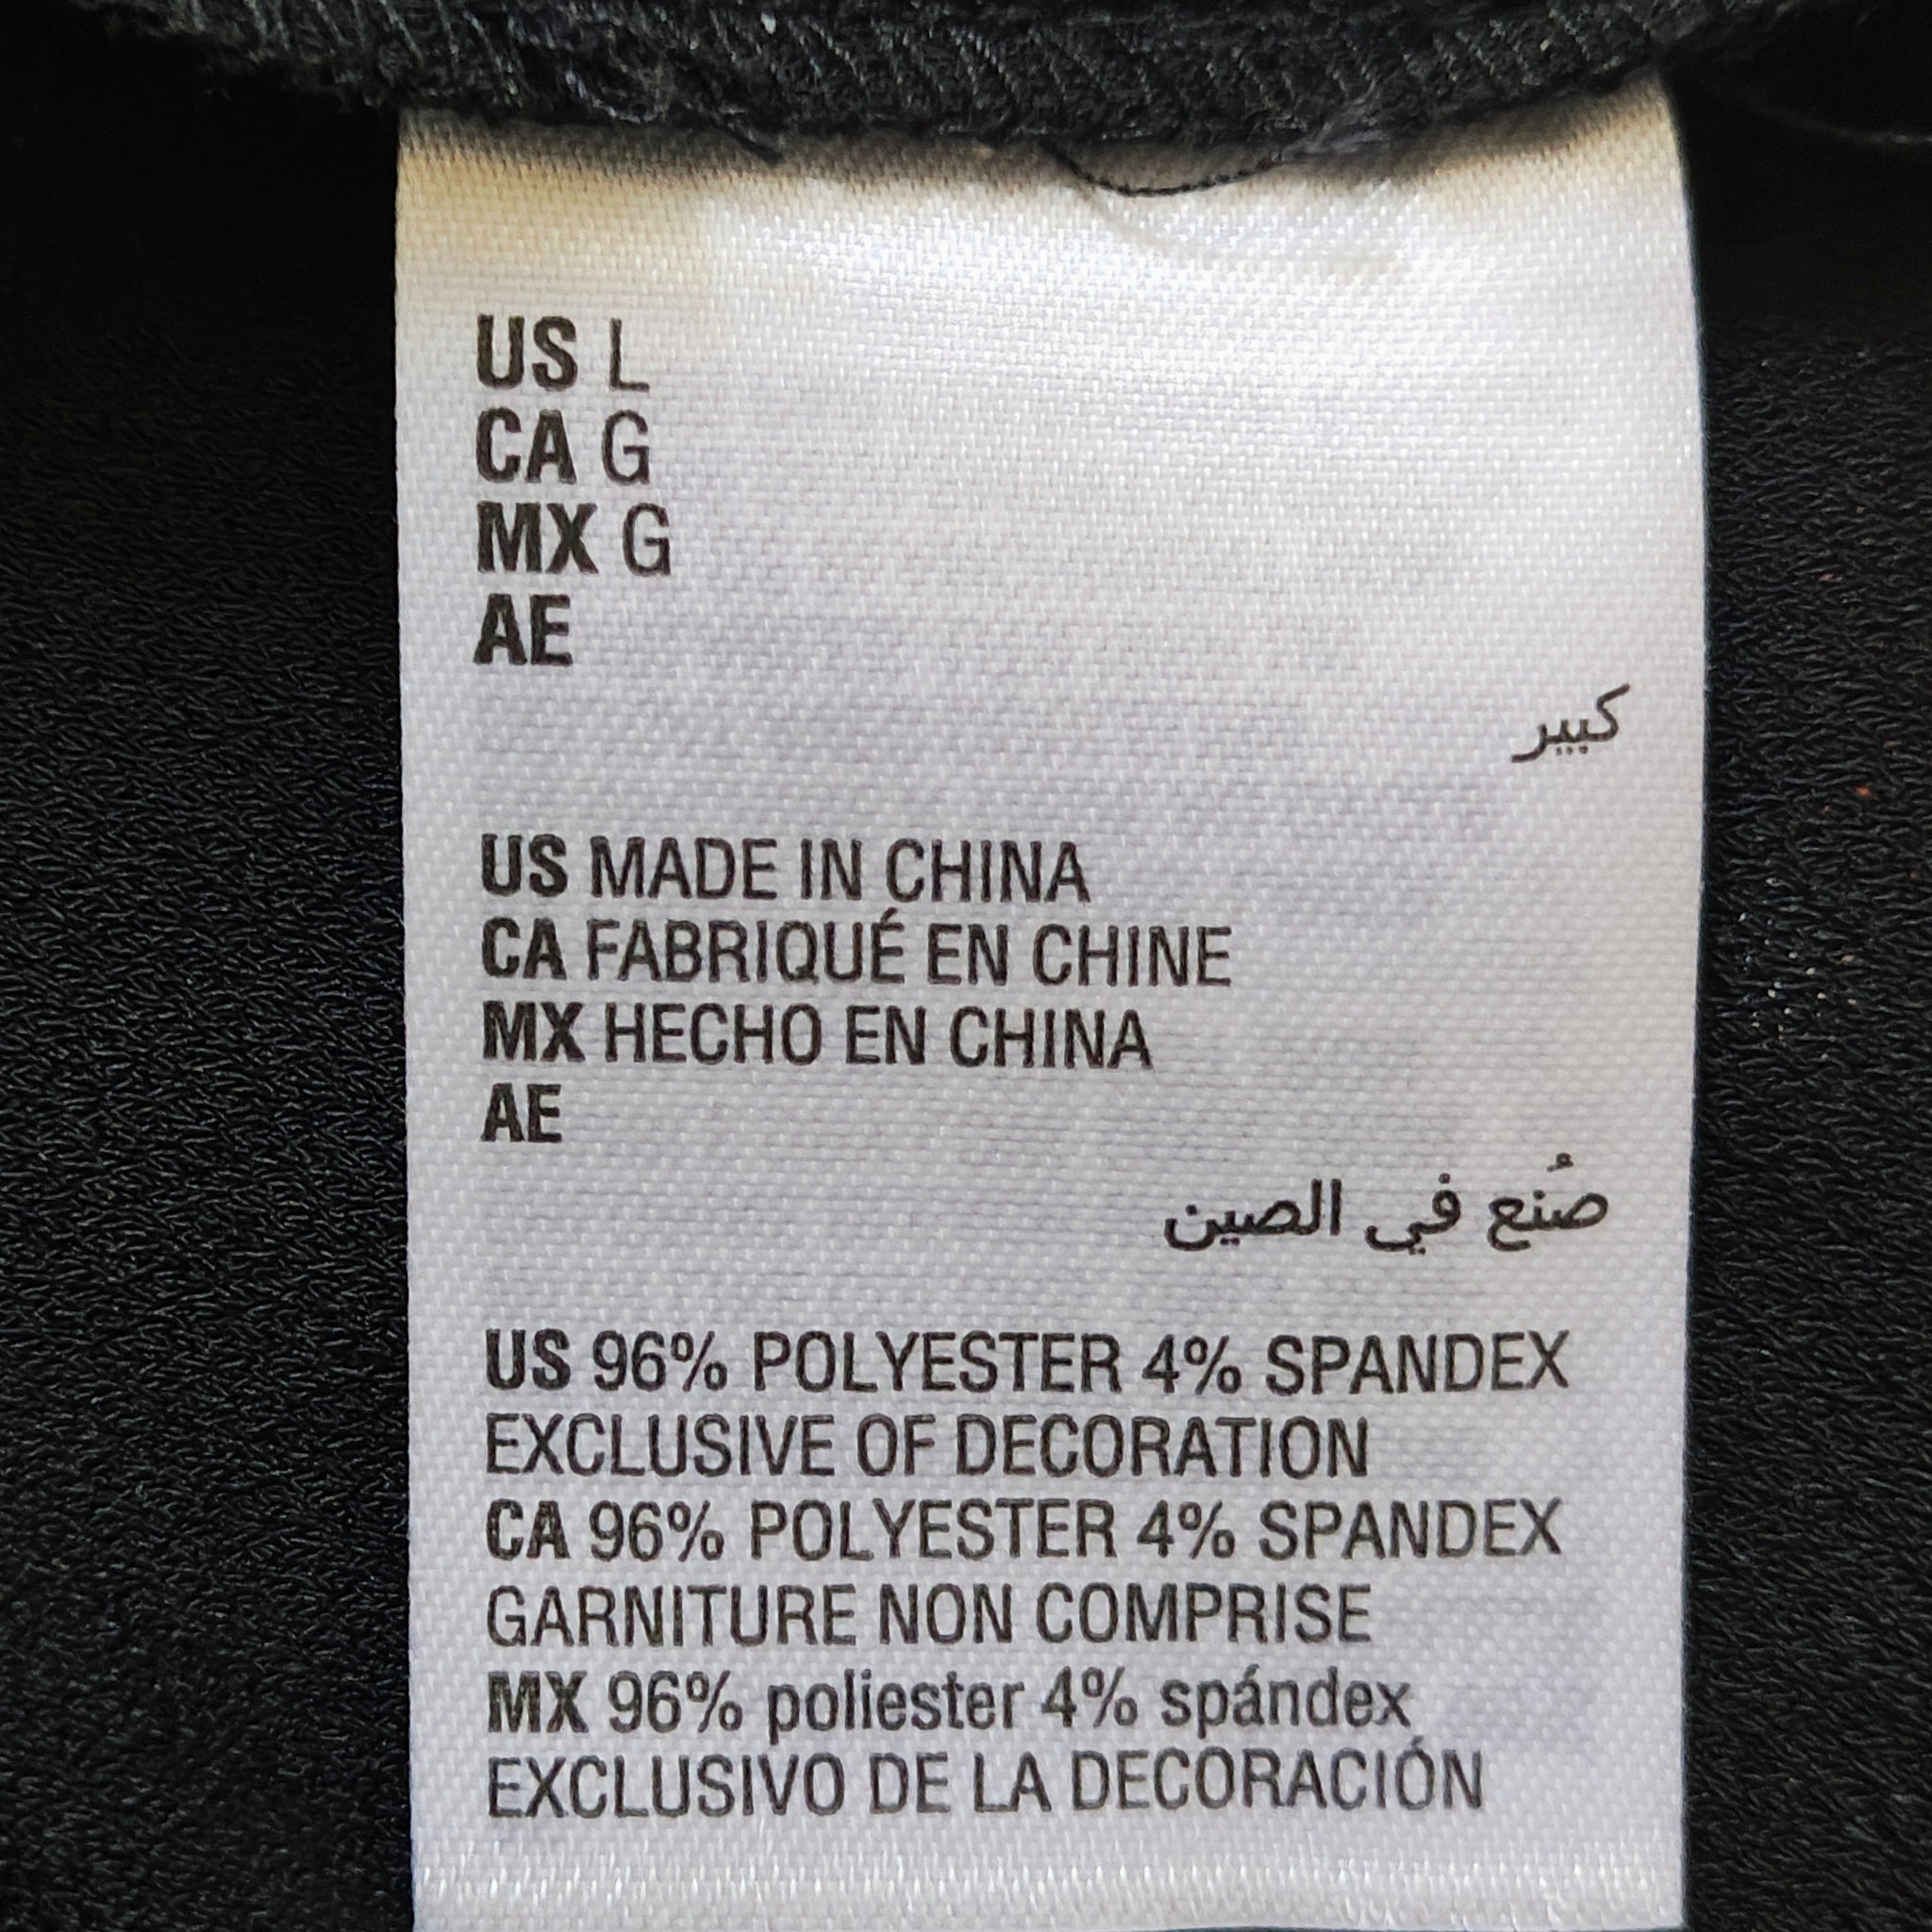 US L
CA G
MX G
AE
كبير
US MADE IN CHINA
CA FABRIQUÉ EN CHINE
MX HECHO EN CHINA
AE
صُنع في الصين
US 96% POLYESTER 4% SPANDEX
EXCLUSIVE OF DECORATION
CA 96% POLYESTER 4% SPANDEX
GARNITURE NON COMPRISE
MX 96% poliester 4% spándex
EXCLUSIVO DE LA DECORACIÓN